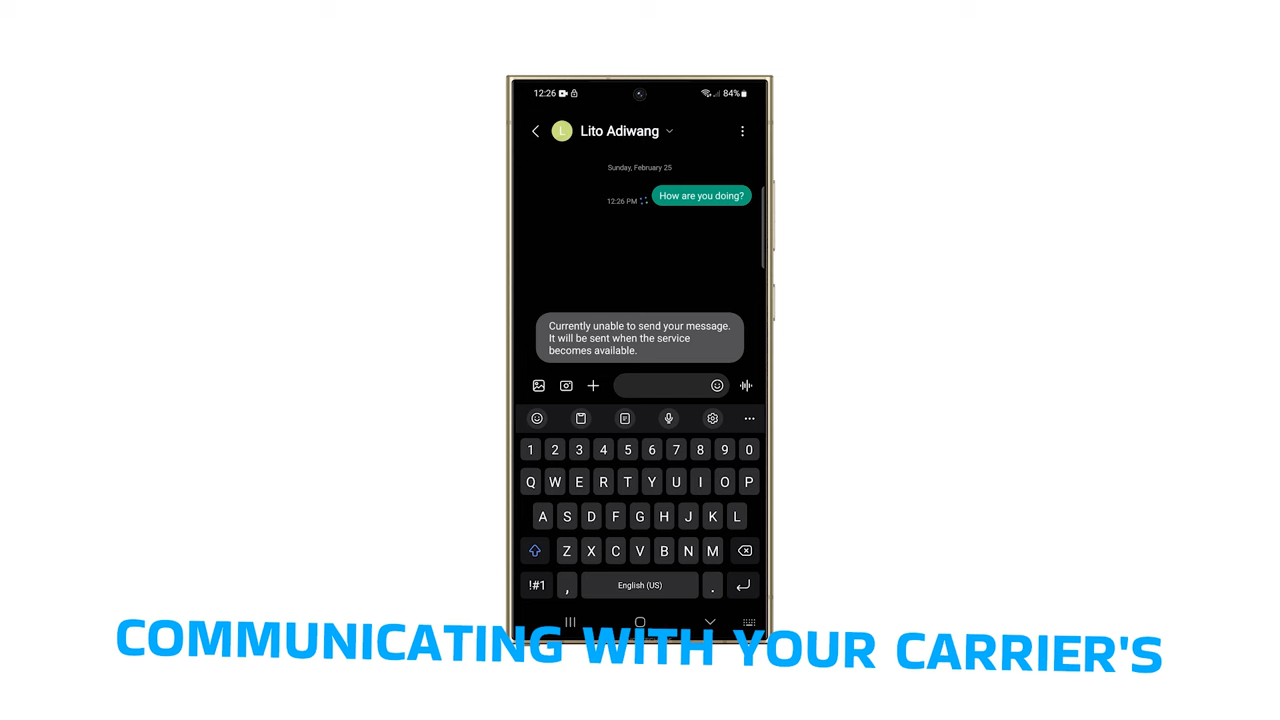 12:26
84%
L
Lito Adiwang
Sunday, February 25
12:26 PM
How are you doing?
Currently unable to send your message.
It will be sent when the service
becomes available.
1 2 3 4 5 6 7 8 9 0
Q W E R T Y U I O P
A S D F G H J K L
Z X C V B N M
!#1 , English (US) .
COMMUNICATING WITH YOUR CARRIER'S